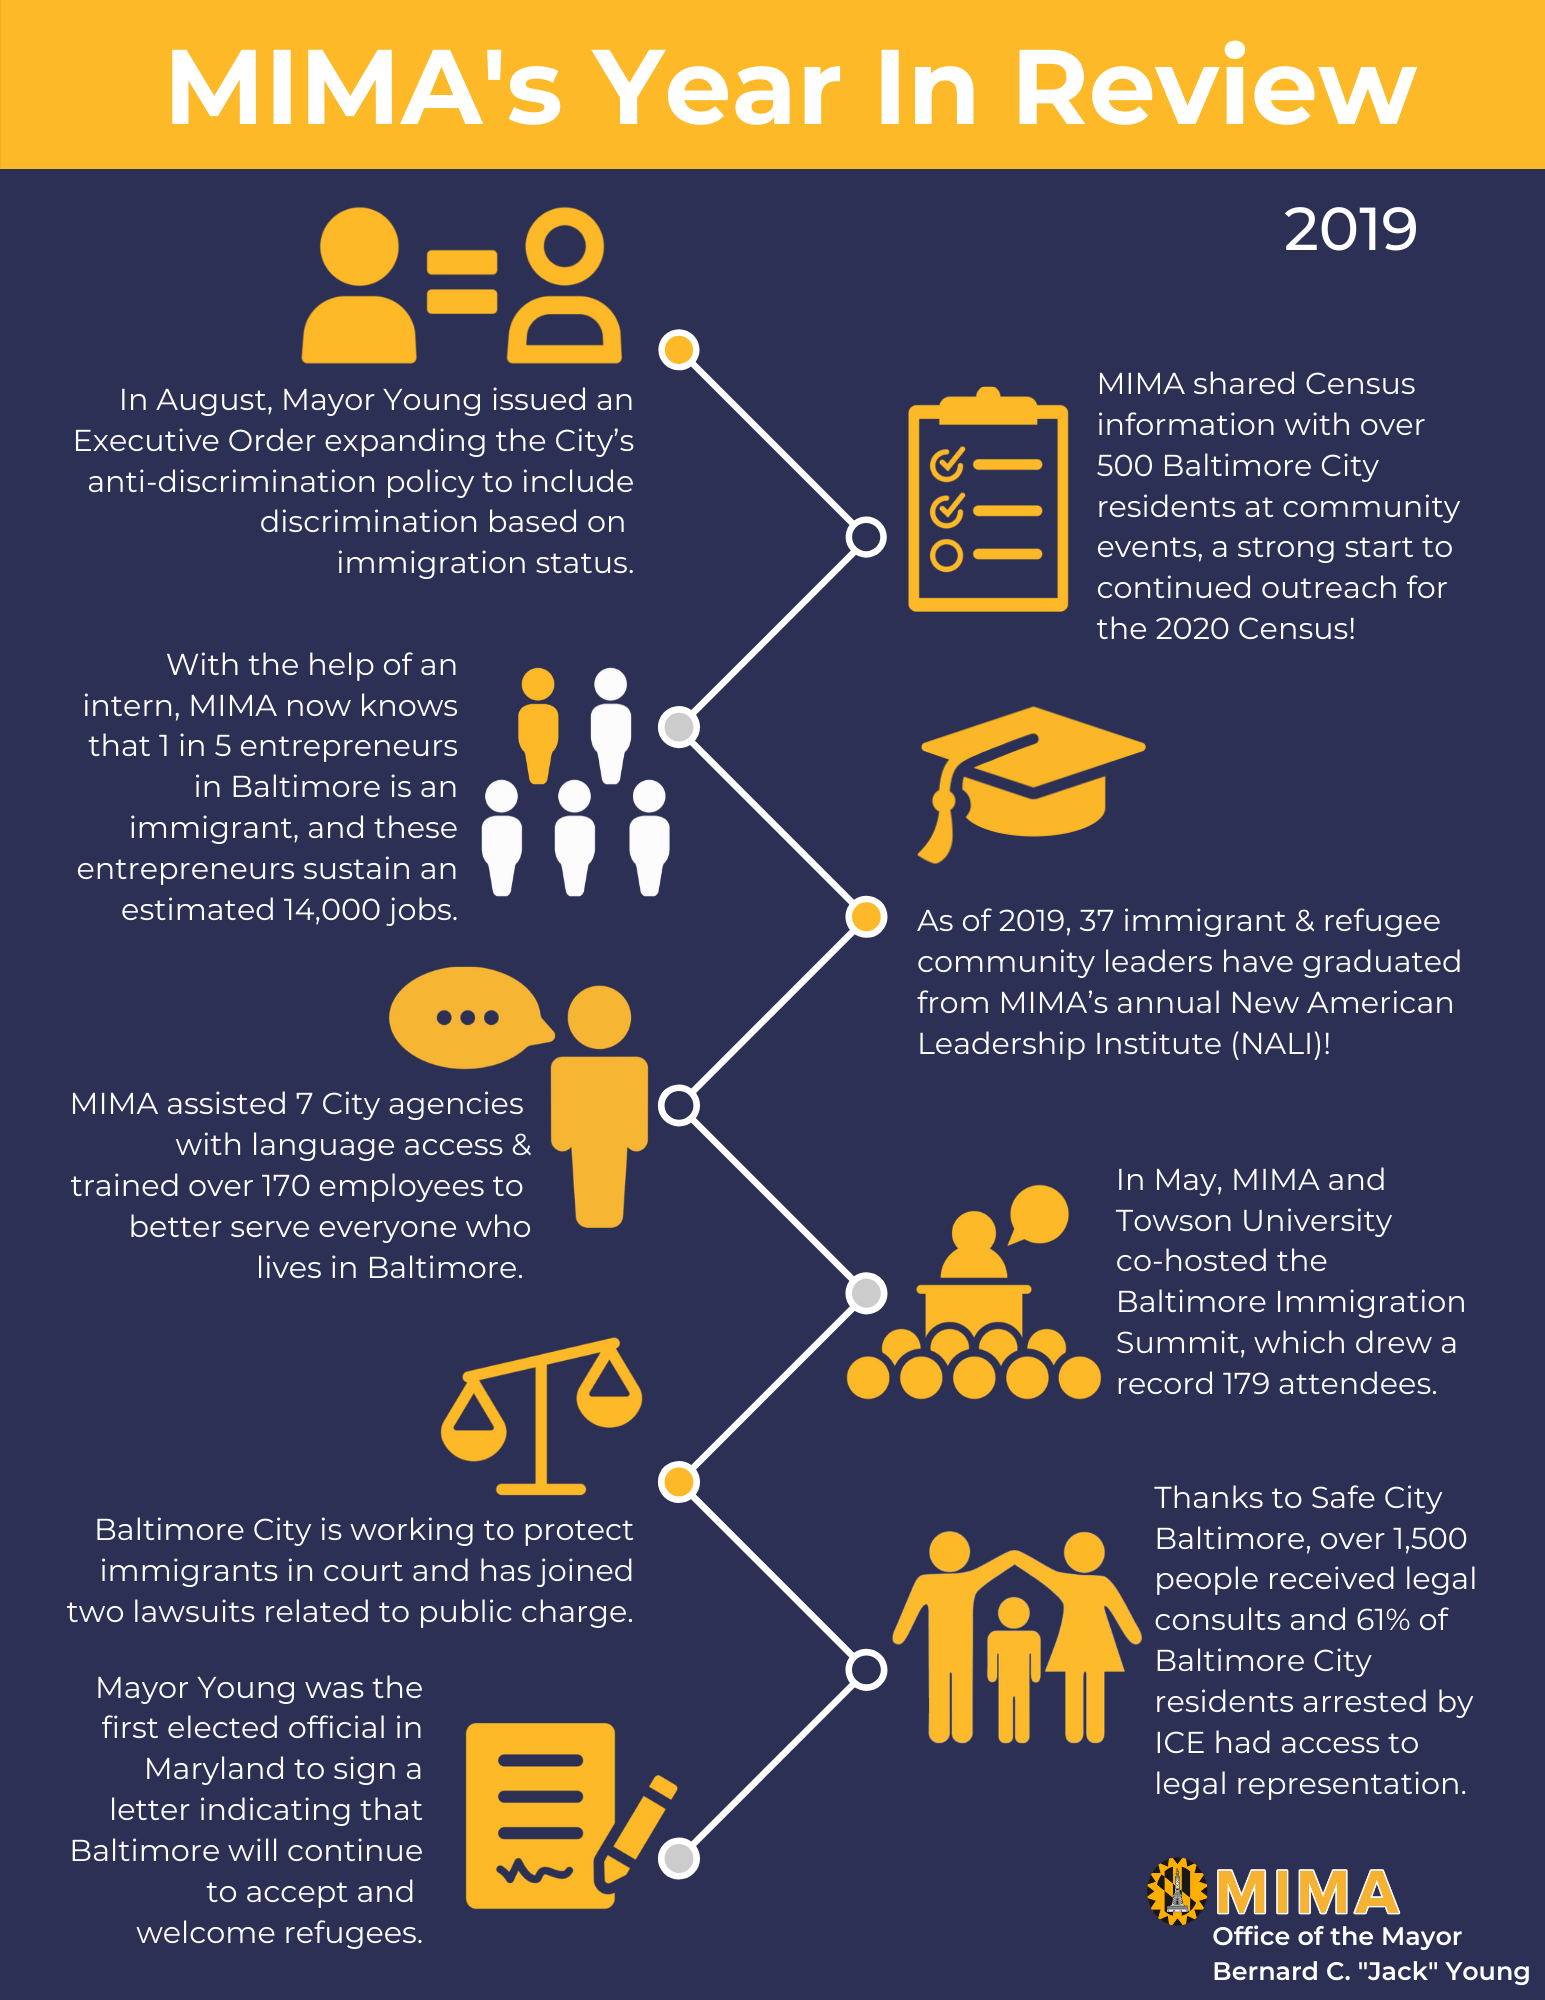 MIMA's Year In Review
2019
In August, Mayor Young issued an
Executive Order expanding the City’s
anti-discrimination policy to include
discrimination based on
immigration status.
MIMA shared Census
information with over
500 Baltimore City
residents at community
events, a strong start to
continued outreach for
the 2020 Census!
With the help of an
intern, MIMA now knows
that 1 in 5 entrepreneurs
in Baltimore is an
immigrant, and these
entrepreneurs sustain an
estimated 14,000 jobs.
As of 2019, 37 immigrant & refugee
community leaders have graduated
from MIMA’s annual New American
Leadership Institute (NALI)!
MIMA assisted 7 City agencies
with language access &
trained over 170 employees to
better serve everyone who
lives in Baltimore.
In May, MIMA and
Towson University
co-hosted the
Baltimore Immigration
Summit, which drew a
record 179 attendees.
Baltimore City is working to protect
immigrants in court and has joined
two lawsuits related to public charge.
Thanks to Safe City
Baltimore, over 1,500
people received legal
consults and 61% of
Baltimore City
residents arrested by
ICE had access to
legal representation.
Mayor Young was the
first elected official in
Maryland to sign a
letter indicating that
Baltimore will continue
to accept and
welcome refugees.
MIMA
Office of the Mayor
Bernard C. "Jack" Young